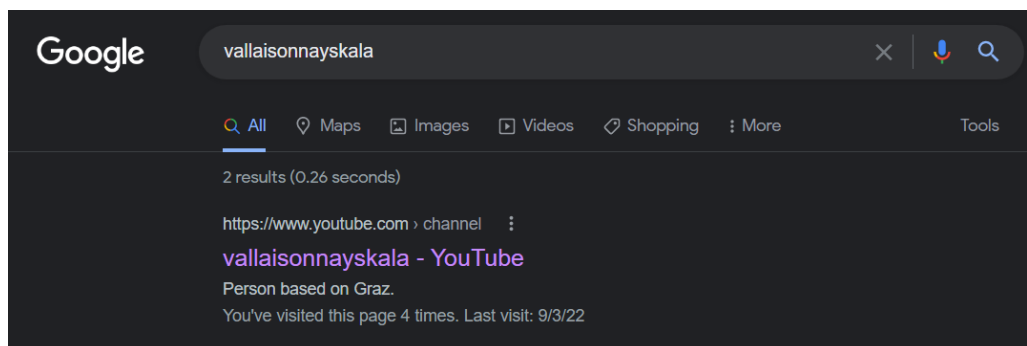 Google vallaisonnayskala
All Maps Images Videos Shopping More Tools
2 results (0.26 seconds)
https://www.youtube.com › channel
vallaisonnayskala - YouTube
Person based on Graz.
You've visited this page 4 times. Last visit: 9/3/22